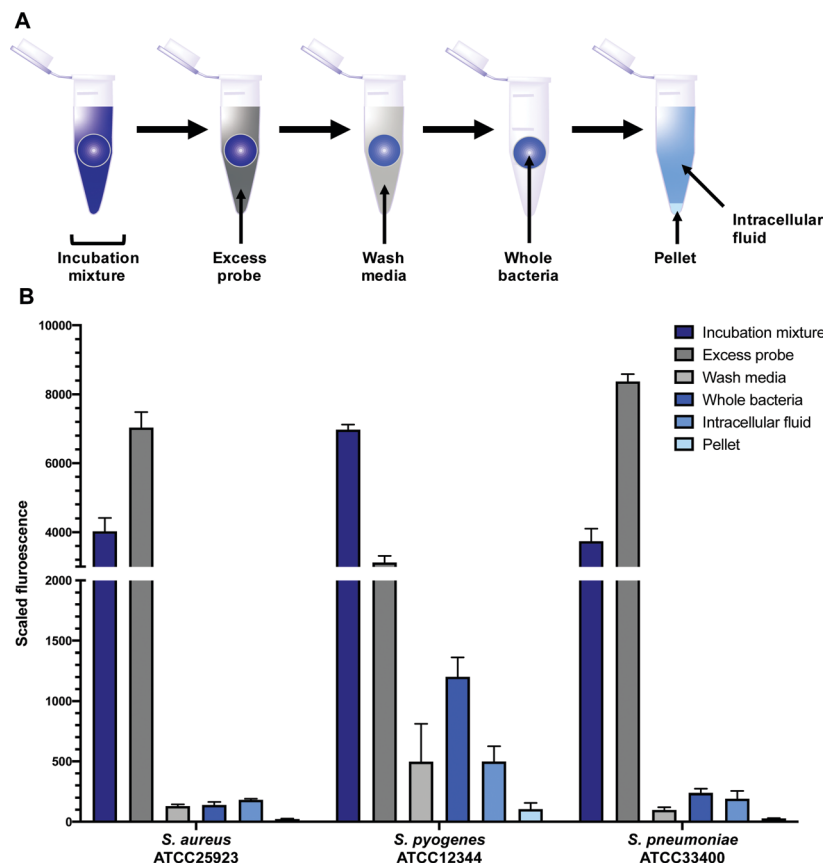 A
Incubation
mixture
Excess
probe
Wash
media
Whole
bacteria
Pellet
Intracellular
fluid
B
Scaled fluroescence
10000
8000
6000
4000
2000
1500
1000
500
0
Incubation mixture
Excess probe
Wash media
Whole bacteria
Intracellular fluid
Pellet
S. aureus
ATCC25923
S. pyogenes
ATCC12344
S. pneumoniae
ATCC33400